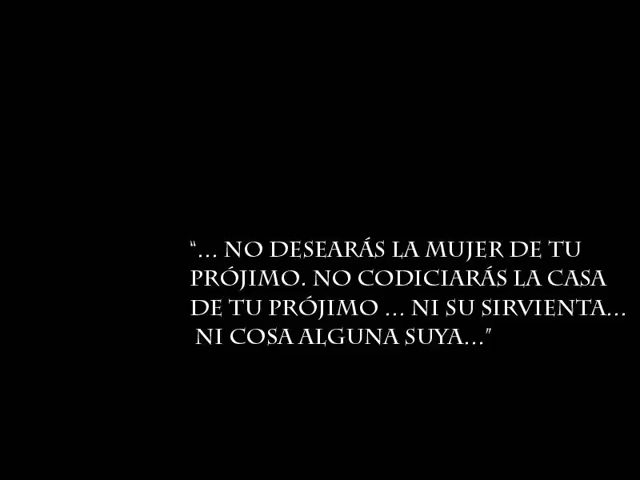 “... NO DESEARÁS LA MUJER DE TU
PRÓJIMO. NO CODICIARÁS LA CASA
DE TU PRÓJIMO ... NI SU SIRVIENTA...
NI COSA ALGUNA SUYA...”